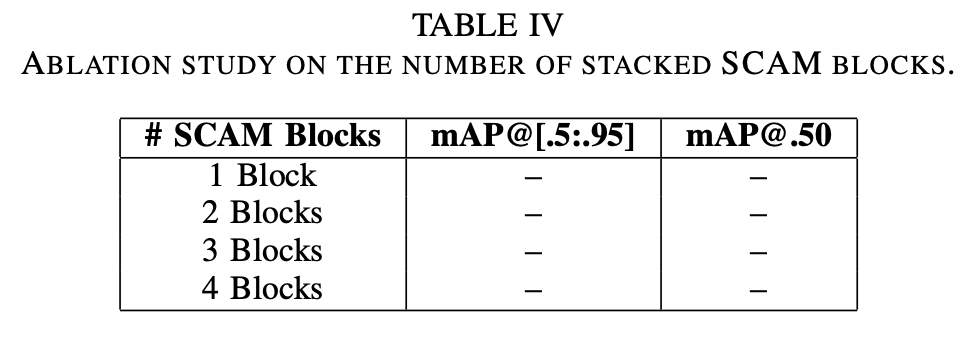 TABLE IV
ABLATION STUDY ON THE NUMBER OF STACKED SCAM BLOCKS.
# SCAM Blocks mAP@[.5:.95] mAP@.50
1 Block – –
2 Blocks – –
3 Blocks – –
4 Blocks – –